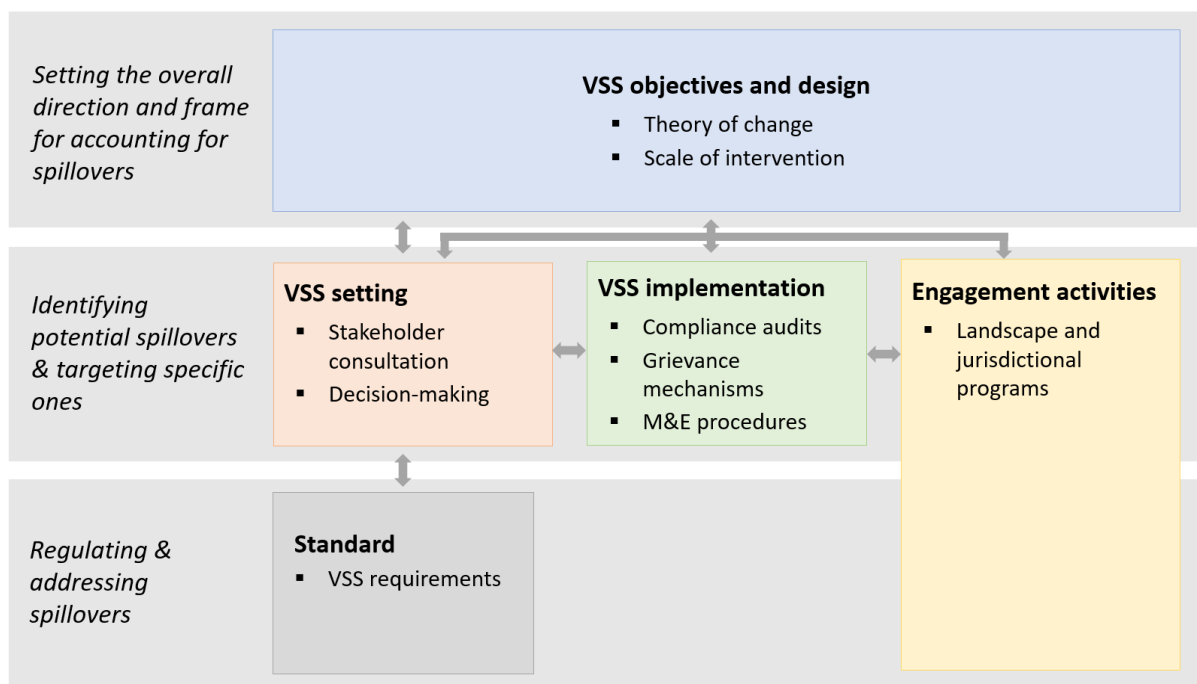 Setting the overall
direction and frame
for accounting for
spillovers
VSS objectives and design
▪ Theory of change
▪ Scale of intervention
Identifying
potential spillovers
& targeting specific
ones
VSS setting
▪ Stakeholder
consultation
▪ Decision-making
VSS implementation
▪ Compliance audits
▪ Grievance
mechanisms
▪ M&E procedures
Engagement activities
▪ Landscape and
jurisdictional
programs
Regulating &
addressing
spillovers
Standard
▪ VSS requirements